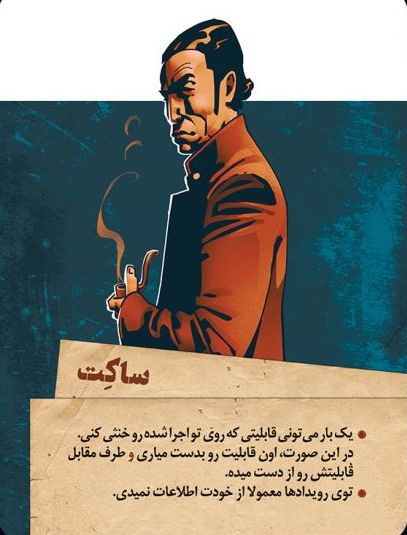 ساکِت
یک بار می‌تونی قابلیتی که روی تو اجرا شده رو خنثی کنی.
در این صورت، اون قابلیت رو بدست میاری و طرف مقابل
قابلیتش رو از دست میده.
توی رویدادها معمولا از خودت اطلاعات نمیدی.